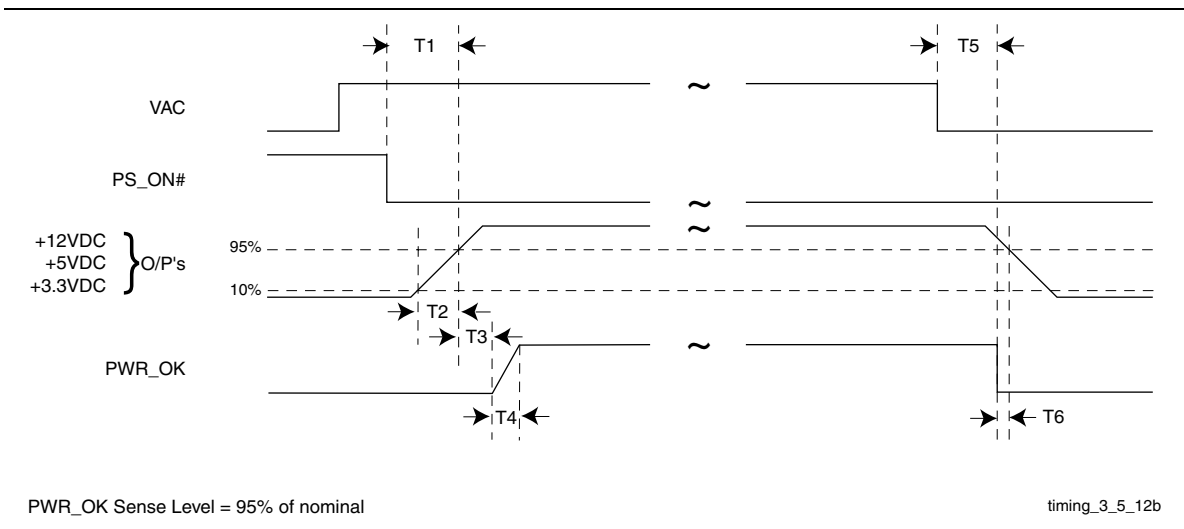 T1
T5
VAC
~
PS_ON#
~
~
+12VDC
+5VDC
+3.3VDC
} O/P's
95%
10%
T2
T3
PWR_OK
~
T4
T6
PWR_OK Sense Level = 95% of nominal
timing_3_5_12b